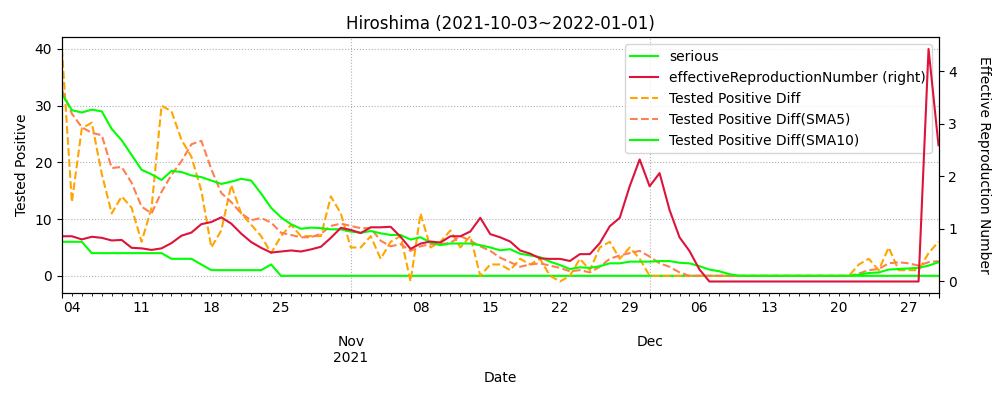 Hiroshima (2021-10-03~2022-01-01)
serious
effectiveReproductionNumber (right)
Tested Positive Diff
Tested Positive Diff(SMA5)
Tested Positive Diff(SMA10)
Tested Positive
40
30
20
10
0
Effective Reproduction Number
4
3
2
1
0
04 11 18 25 08 15 22 29 06 13 20 27
Nov Dec
2021
Date